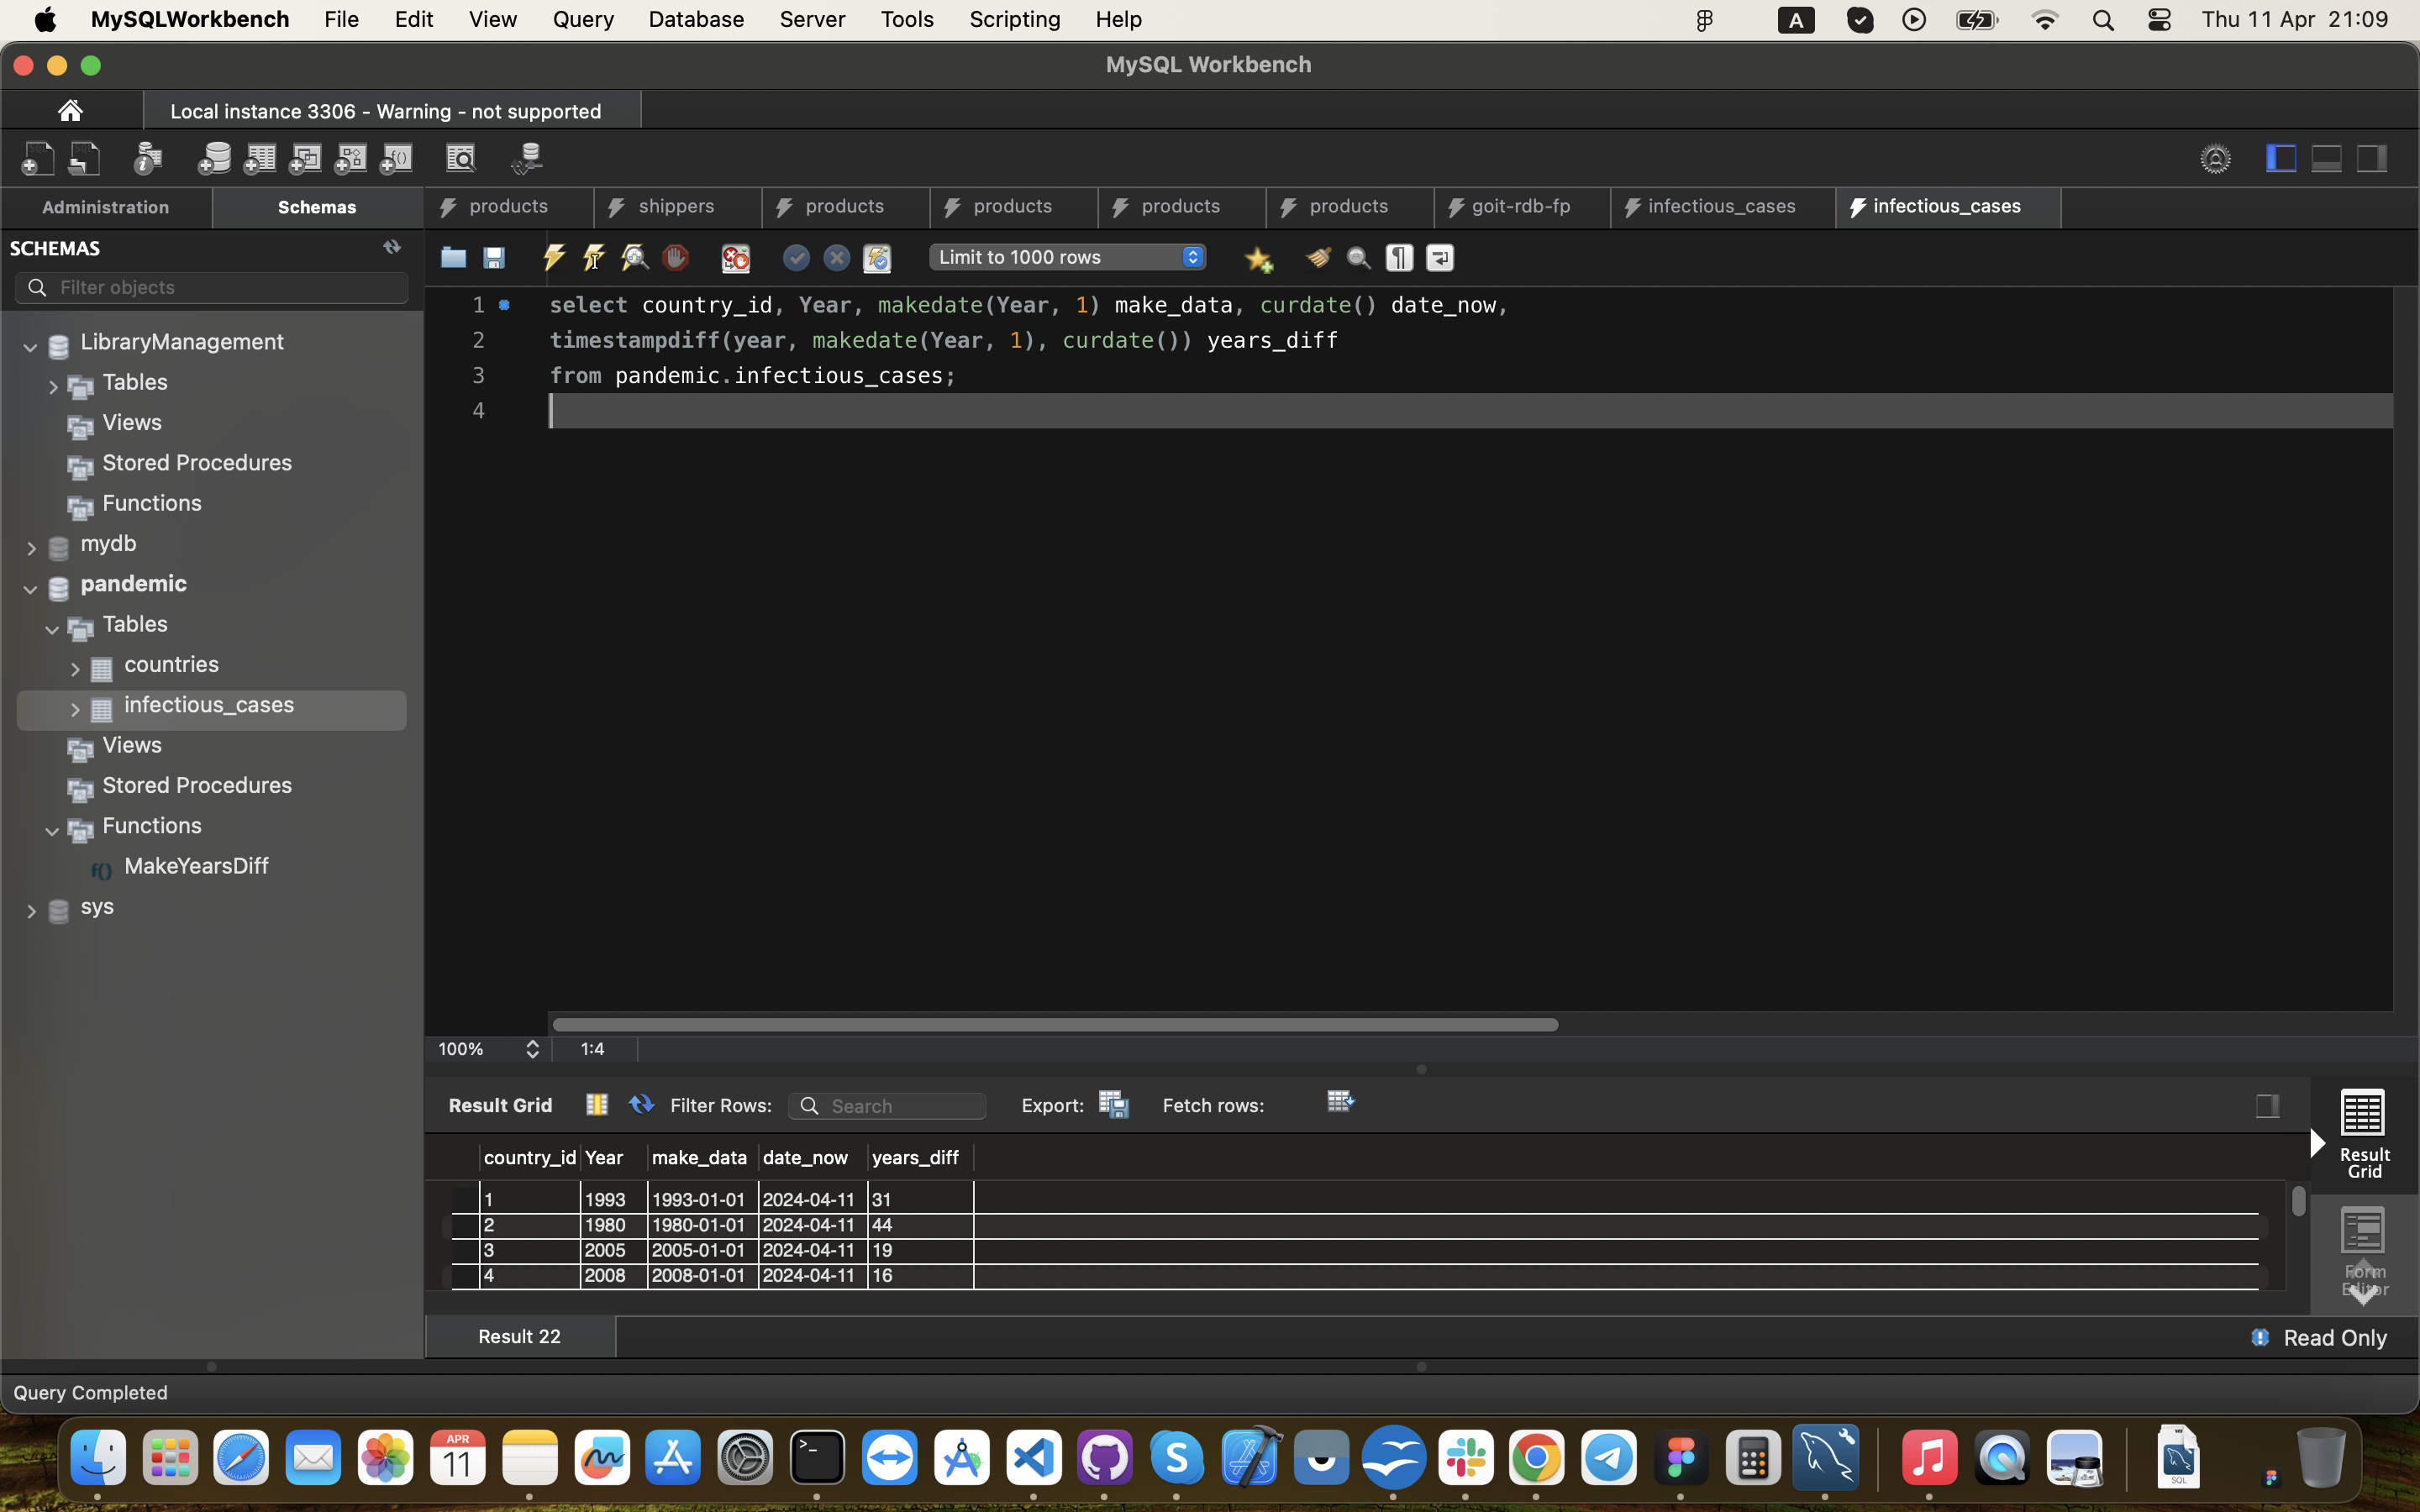 MySQLWorkbench File Edit View Query Database Server Tools Scripting Help A Thu 11 Apr 21:09
MySQL Workbench
Local instance 3306 - Warning - not supported
Administration Schemas products shippers products products products products goit-rdb-fp infectious_cases infectious_cases
SCHEMAS
Limit to 1000 rows
Filter objects
1 select country_id, Year, makedate(Year, 1) make_data, curdate() date_now,
2 timestampdiff(year, makedate(Year, 1), curdate()) years_diff
3 from pandemic.infectious_cases;
4
LibraryManagement
Tables
Views
Stored Procedures
Functions
mydb
pandemic
Tables
countries
infectious_cases
Views
Stored Procedures
Functions
f() MakeYearsDiff
sys
100% 1:4
Result Grid Filter Rows: Search Export: Fetch rows:
country_id Year make_data date_now years_diff
1 1993 1993-01-01 2024-04-11 31
2 1980 1980-01-01 2024-04-11 44
3 2005 2005-01-01 2024-04-11 19
4 2008 2008-01-01 2024-04-11 16
Result
Grid
Form
Editor
Result 22
Read Only
Query Completed
APR
11
SQL